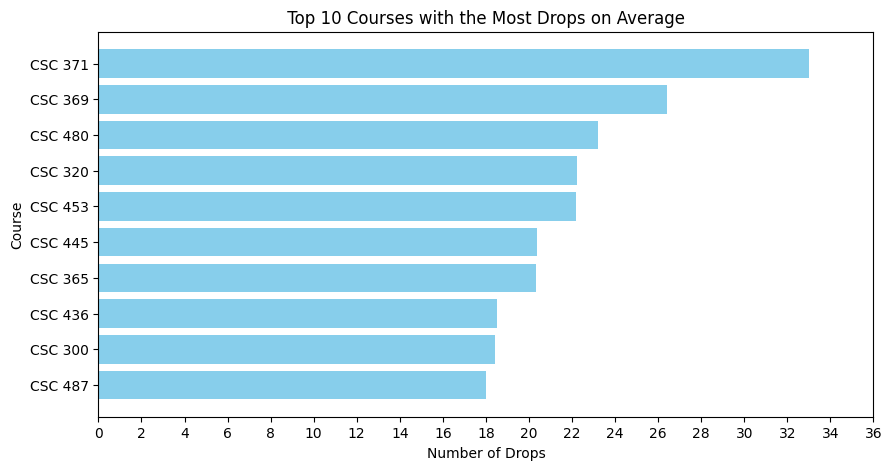 Top 10 Courses with the Most Drops on Average
Course
CSC 371
CSC 369
CSC 480
CSC 320
CSC 453
CSC 445
CSC 365
CSC 436
CSC 300
CSC 487
0 2 4 6 8 10 12 14 16 18 20 22 24 26 28 30 32 34 36
Number of Drops